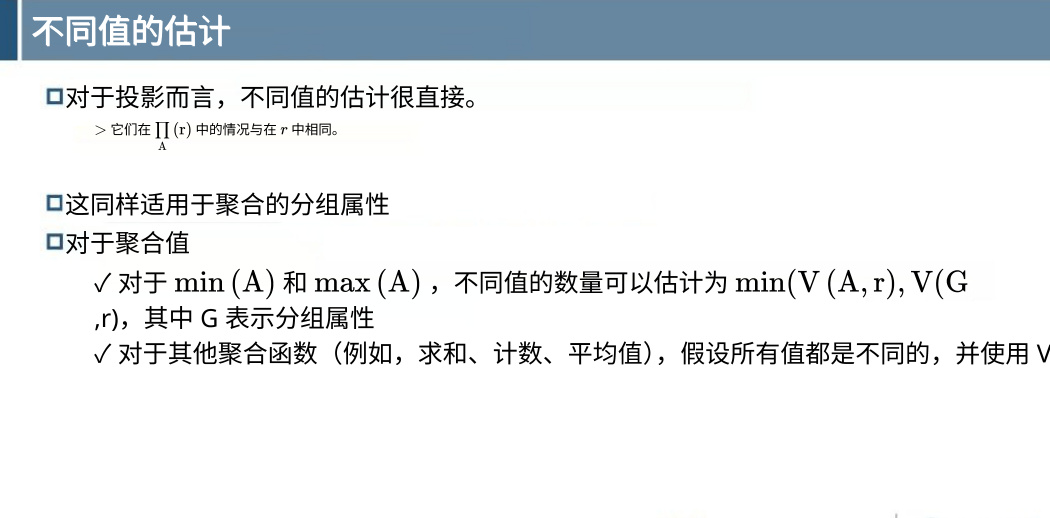 不同值的估计
对于投影而言，不同值的估计很直接。
> 它们在 ∏ (r) 中的情况与在 r 中相同。
A
这同样适用于聚合的分组属性
对于聚合值
✓ 对于 min (A) 和 max (A) ，不同值的数量可以估计为 min(V (A, r), V(G
,r)，其中 G 表示分组属性
✓ 对于其他聚合函数（例如，求和、计数、平均值），假设所有值都是不同的，并使用 V